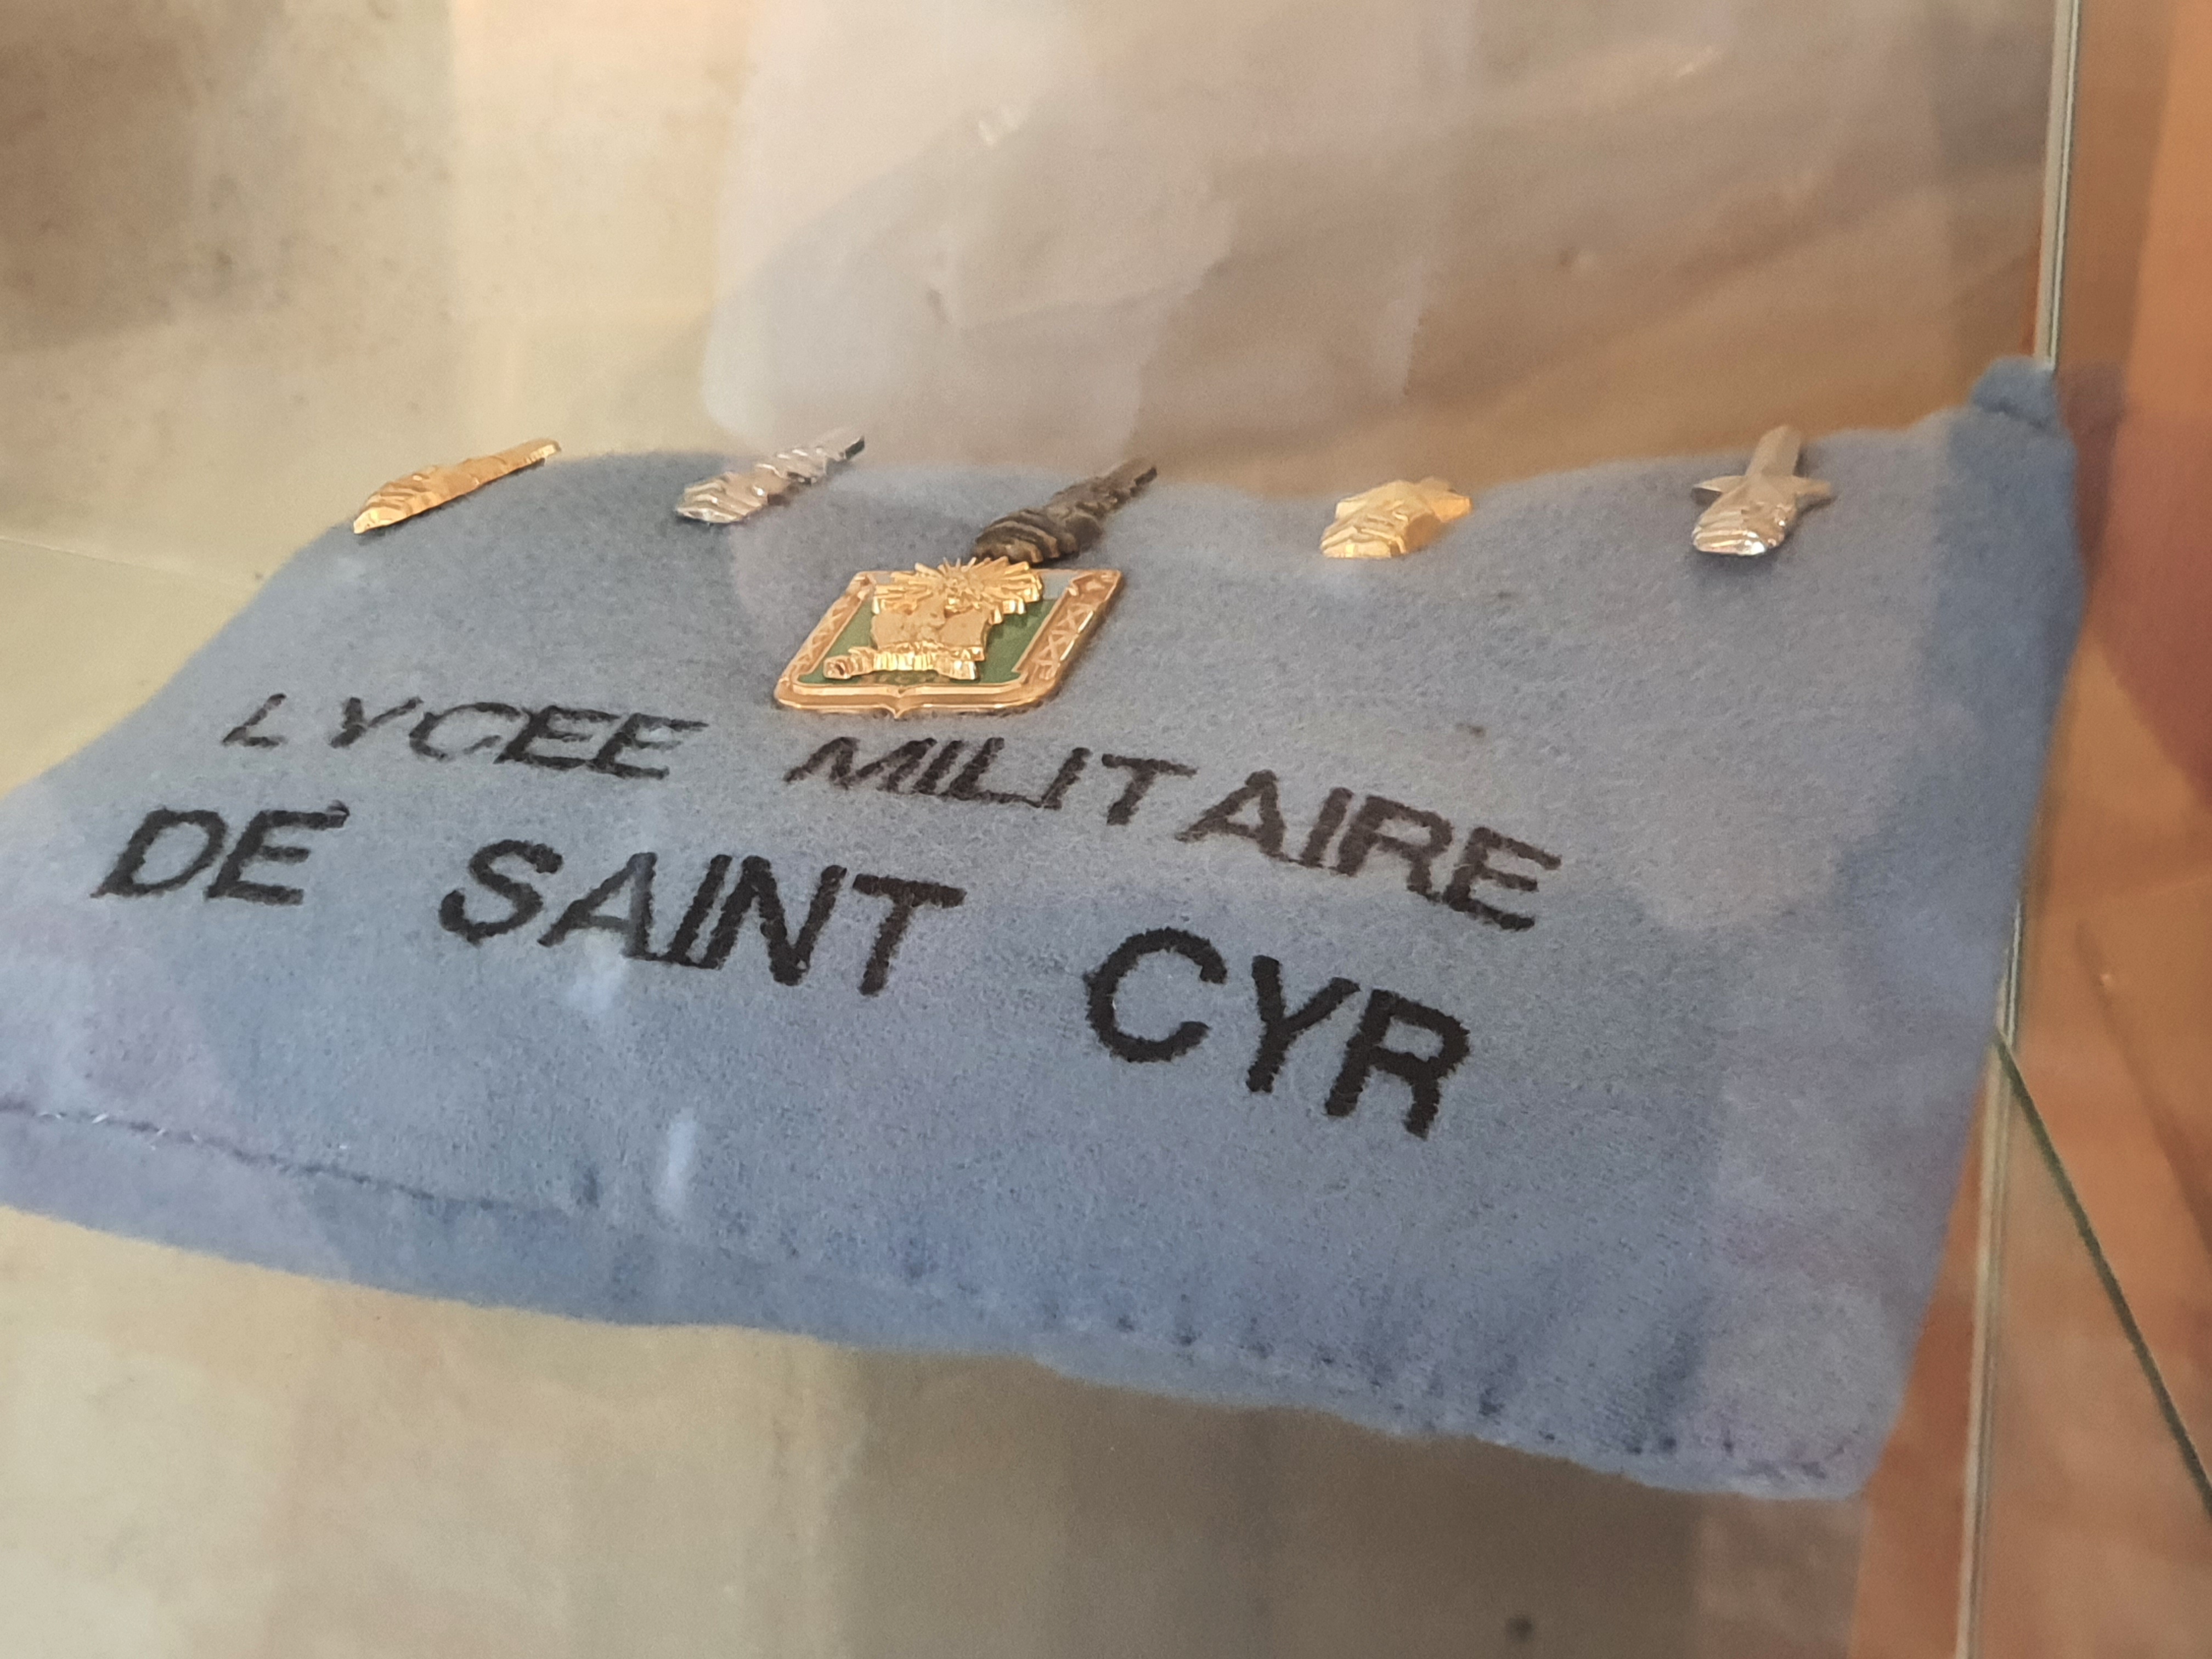 LYCEE MILITAIRE
DE SAINT CYR